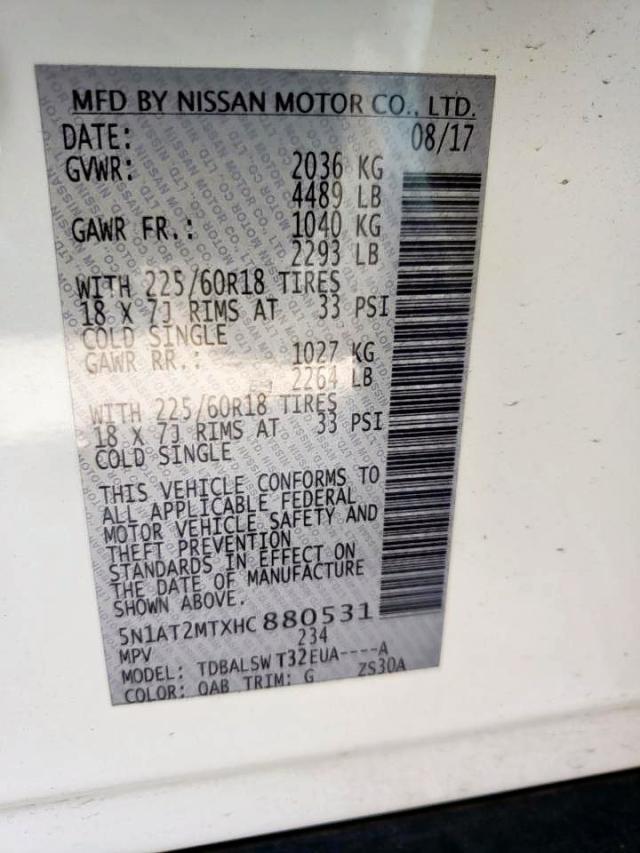 MFD BY NISSAN MOTOR CO., LTD.
DATE: 08/17
GVWR: 2036 KG
4489 LB
GAWR FR.: 1040 KG
2293 LB
WITH 225/60R18 TIRES
18 X 7J RIMS AT 33 PSI
COLD SINGLE
GAWR RR.: 1027 KG
2264 LB
WITH 225/60R18 TIRES
18 X 7J RIMS AT 33 PSI
COLD SINGLE
THIS VEHICLE CONFORMS TO
ALL APPLICABLE FEDERAL
MOTOR VEHICLE SAFETY AND
THEFT PREVENTION
STANDARDS IN EFFECT ON
THE DATE OF MANUFACTURE
SHOWN ABOVE.
5N1AT2MTXHC880531
MPV 234
MODEL: TDBALSW T32EUA----A
COLOR: QAB TRIM: G ZS30A